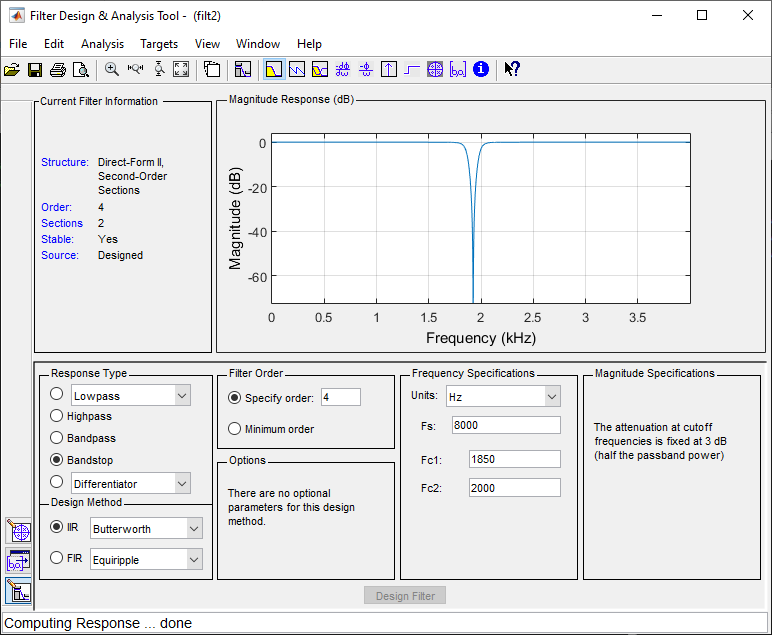 Filter Design & Analysis Tool - (filt2)
File Edit Analysis Targets View Window Help
Current Filter Information
Structure: Direct-Form II,
Second-Order
Sections
Order: 4
Sections 2
Stable: Yes
Source: Designed
Magnitude Response (dB)
0
-20
-40
-60
Magnitude (dB)
0 0.5 1 1.5 2 2.5 3 3.5
Frequency (kHz)
Response Type
Lowpass
Highpass
Bandpass
Bandstop
Differentiator
Design Method
IIR Butterworth
FIR Equiripple
Filter Order
Specify order: 4
Minimum order
Options
There are no optional
parameters for this design
method.
Frequency Specifications
Units: Hz
Fs: 8000
Fc1: 1850
Fc2: 2000
Magnitude Specifications
The attenuation at cutoff
frequencies is fixed at 3 dB
(half the passband power)
Design Filter
Computing Response ... done